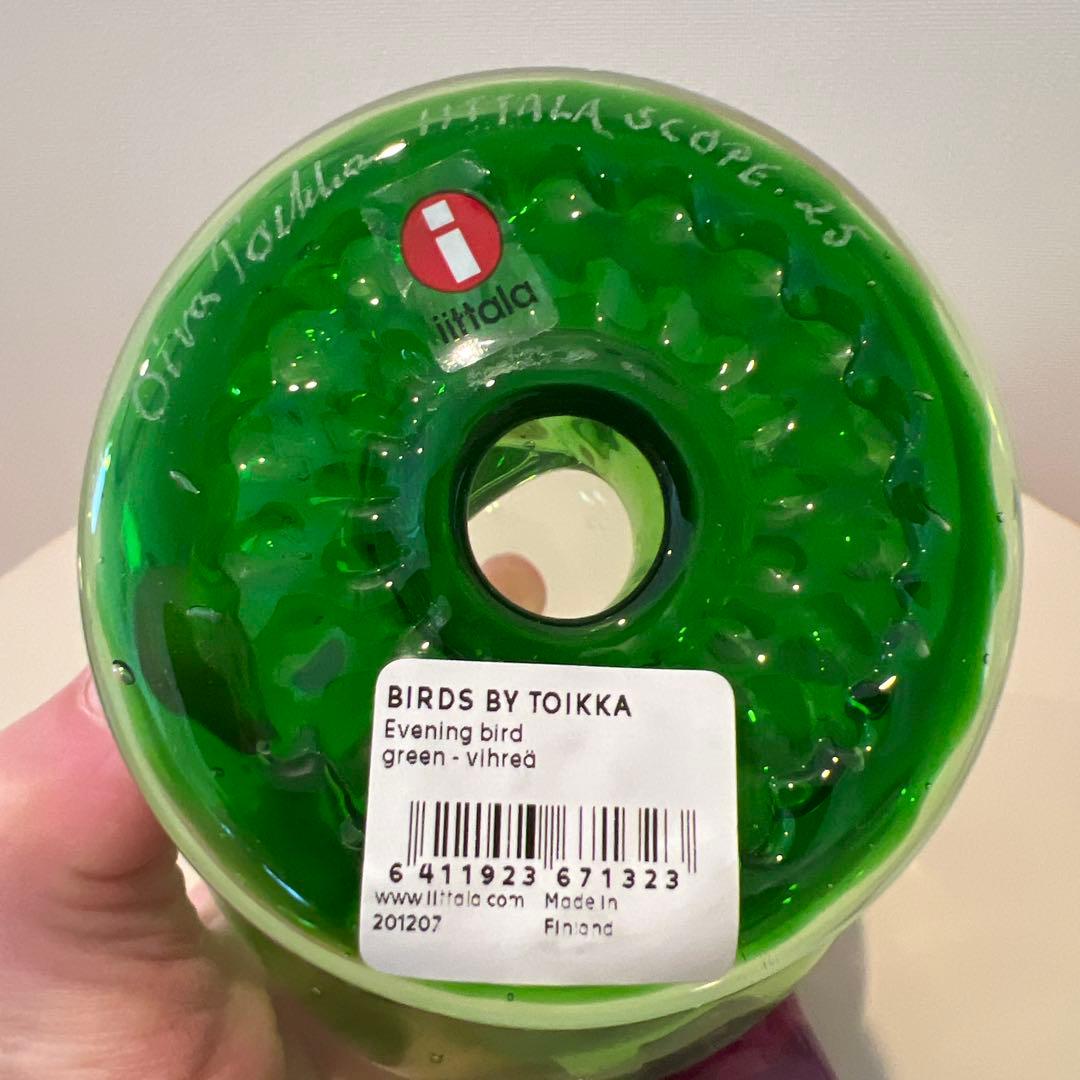 Oiva Toikka IITTALA SCOPE. 25
iittala
BIRDS BY TOIKKA
Evening bird
green - vihreä
6 411923 671323
www.iittala.com Made in
201207 Finland